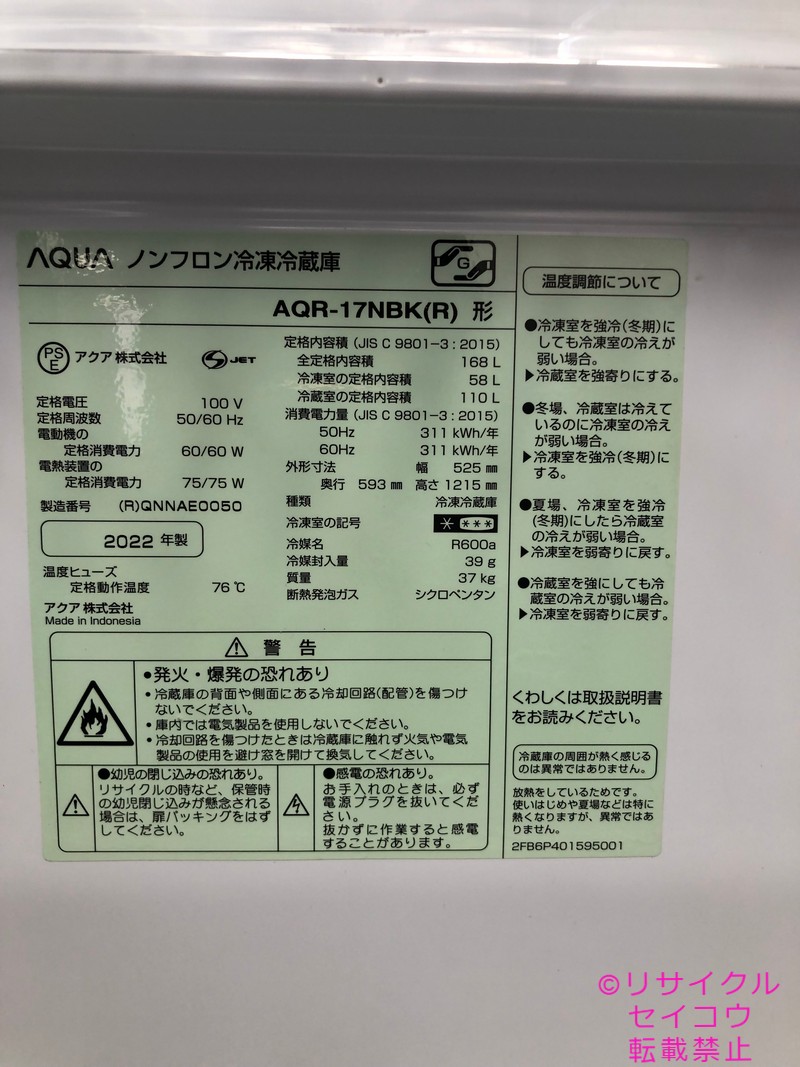 AQUA ノンフロン冷凍冷蔵庫
G
AQR-17NBK(R) 形
PS E アクア 株式会社
S JET
定格電圧 100 V
定格周波数 50/60 Hz
電動機の
定格消費電力 60/60 W
電熱装置の
定格消費電力 75/75 W
製造番号 (R)QNNAE0050
2022 年製
温度ヒューズ
定格動作温度 76 ℃
アクア 株式会社
Made in Indonesia
定格内容積 (JIS C 9801-3 : 2015)
全定格内容積 168 L
冷凍室の定格内容積 58 L
冷蔵室の定格内容積 110 L
消費電力量 (JIS C 9801-3 : 2015)
50Hz 311 kWh/年
60Hz 311 kWh/年
外形寸法 幅 525 ㎜
奥行 593 ㎜ 高さ 1215 ㎜
種類 冷凍冷蔵庫
冷凍室の記号 * ***
冷媒名 R600a
冷媒封入量 39 g
質量 37 kg
断熱発泡ガス シクロペンタン
⚠ 警 告
●発火・爆発の恐れあり
・冷蔵庫の背面や側面にある冷却回路(配管)を傷つけ
ないでください。
・庫内では電気製品を使用しないでください。
・冷却回路を傷つけたときは冷蔵庫に触れず火気や電気
製品の使用を避け窓を開けて換気してください。
●幼児の閉じ込みの恐れあり。
リサイクルの時など、保管時
の幼児閉じ込みが懸念される
場合は、扉パッキングをはず
してください。
●感電の恐れあり。
お手入れのときは、必ず
電源プラグを抜いてくだ
さい。
抜かずに作業すると感電
することがあります。
温度調節について
●冷凍室を強冷(冬期)に
しても冷凍室の冷えが
弱い場合。
▶冷蔵室を強寄りにする。
●冬場、冷蔵室は冷えて
いるのに冷凍室の冷え
が弱い場合。
▶冷凍室を強冷(冬期)に
する。
●夏場、冷凍室を強冷
(冬期)にしたら冷蔵室
の冷えが弱い場合。
▶冷凍室を弱寄りに戻す。
●冷蔵室を強にしても冷
蔵室の冷えが弱い場合。
▶冷凍室を弱寄りに戻す。
くわしくは取扱説明書
をお読みください。
冷蔵庫の周囲が熱く感じる
のは異常ではありません。
放熱をしているためです。
使いはじめや夏場などは特に
熱くなりますが、異常ではあ
りません。
2FB6P401595001
©リサイクル
セイコウ
転載禁止